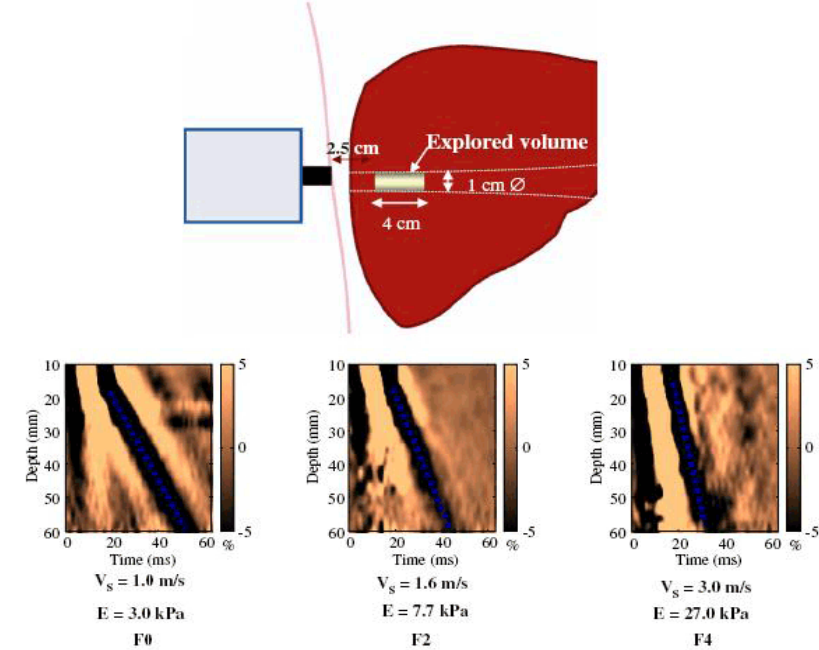 2.5 cm
Explored volume
1 cm Ø
4 cm
10
20
30
40
50
60
Depth (mm)
0 20 40 60
Time (ms)
5
0
-5
%
V_S = 1.0 m/s
E = 3.0 kPa
F0
10
20
30
40
50
60
Depth (mm)
0 20 40 60
Time (ms)
5
0
-5
%
V_S = 1.6 m/s
E = 7.7 kPa
F2
10
20
30
40
50
60
Depth (mm)
0 20 40 60
Time (ms)
5
0
-5
%
V_S = 3.0 m/s
E = 27.0 kPa
F4